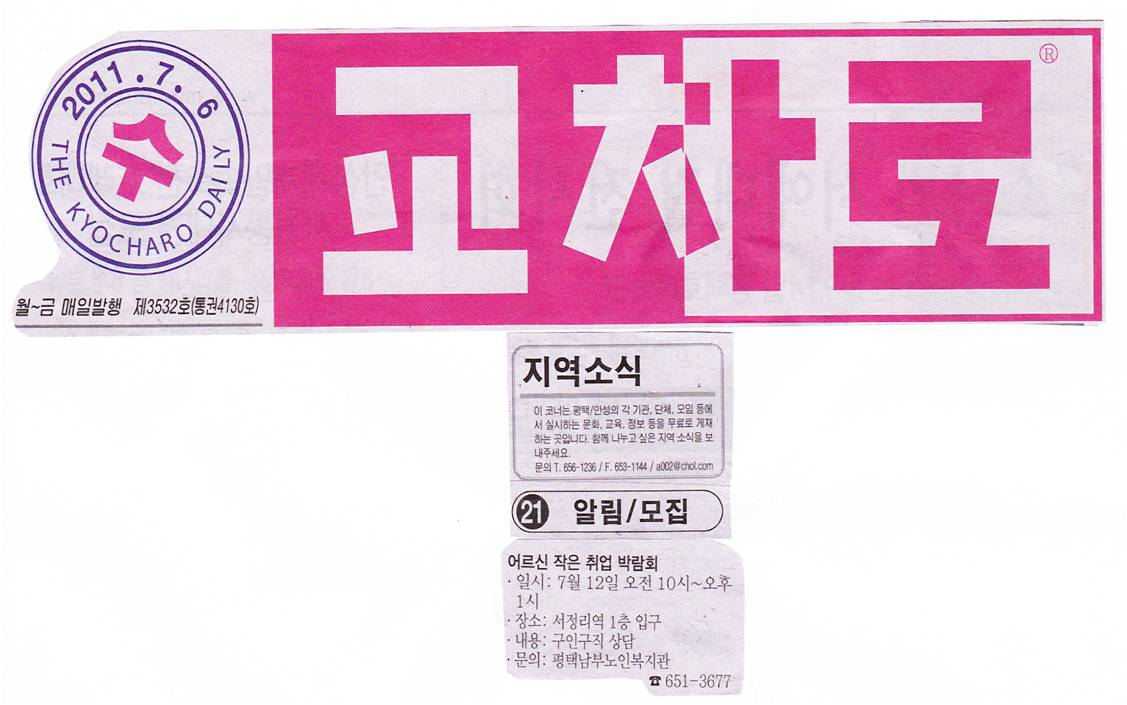 2011.7.6
수
THE KYOCHARO DAILY
월~금 매일발행 제3532호(통권4130호)
교차로 ®
지역소식
이 코너는 평택/안성의 각 기관, 단체, 모임 등에
서 실시하는 문화, 교육, 정보 등을 무료로 게재
하는 곳입니다. 함께 나누고 싶은 지역 소식을 보
내주세요.
문의 T. 656-1236 / F. 653-1144 / a002@chol.com
21 알림/모집
어르신 작은 취업 박람회
· 일시: 7월 12일 오전 10시~오후
1시
· 장소: 서정리역 1층 입구
· 내용: 구인구직 상담
· 문의: 평택남부노인복지관
☎ 651-3677